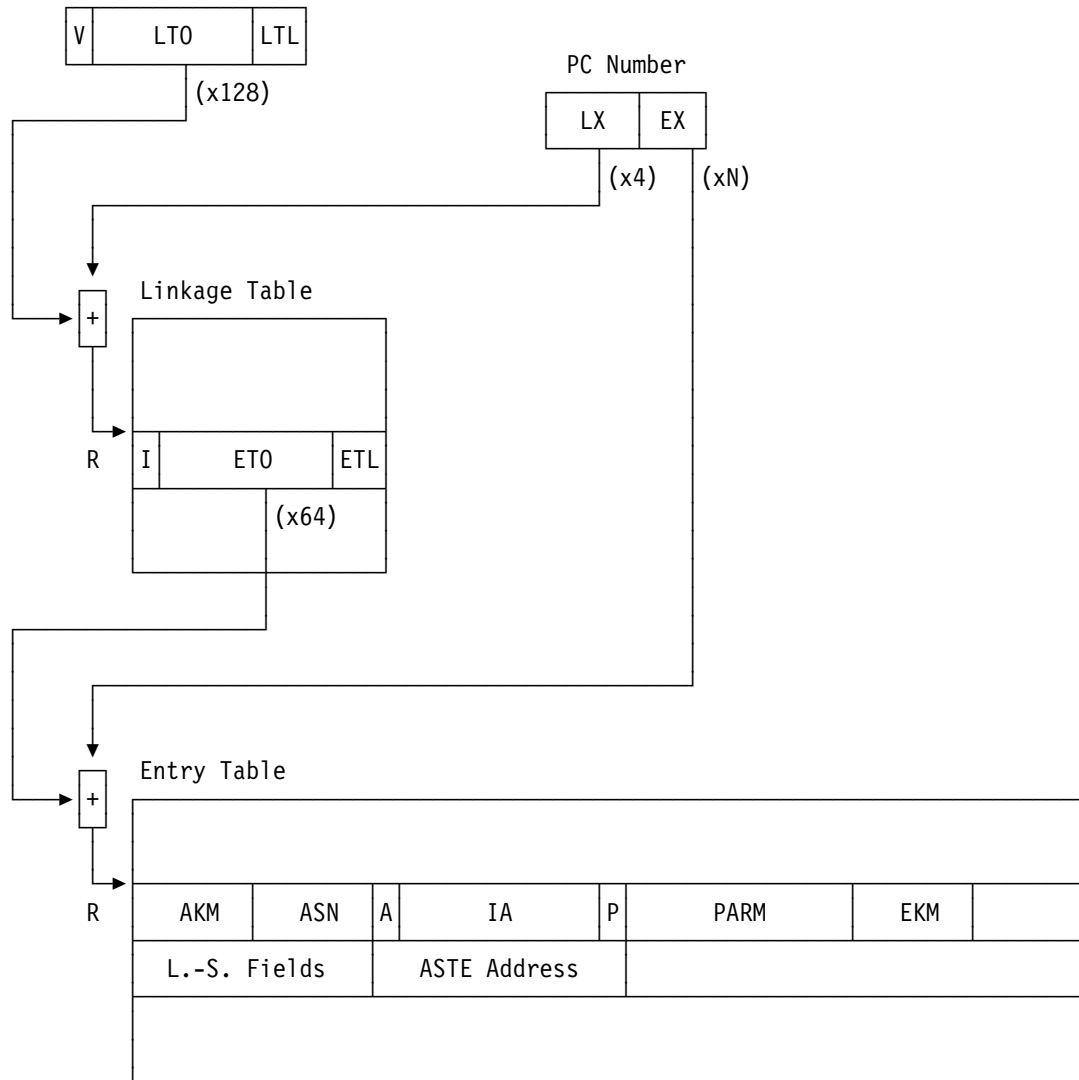 V LTO LTL
(x128)
PC Number
LX EX
(x4) (xN)
Linkage Table
+
R I ETO ETL
(x64)
Entry Table
+
R AKM ASN A IA P PARM EKM
L.-S. Fields ASTE Address